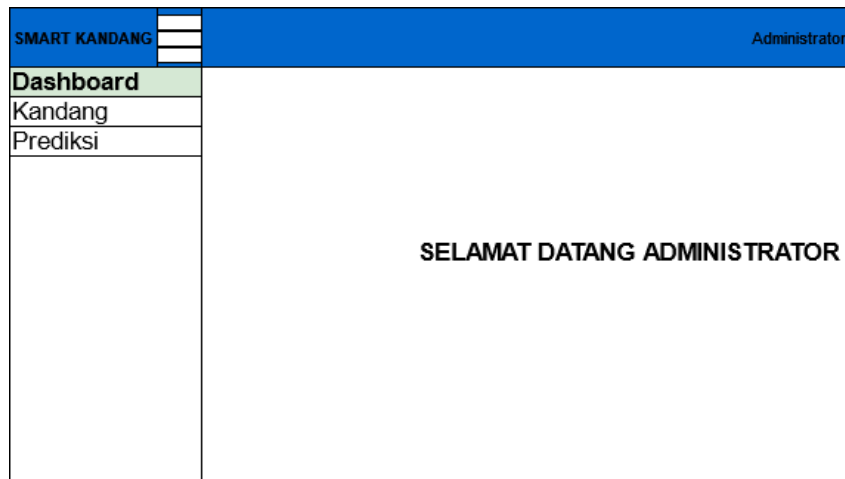 SMART KANDANG
Administrator
Dashboard
Kandang
Prediksi
SELAMAT DATANG ADMINISTRATOR